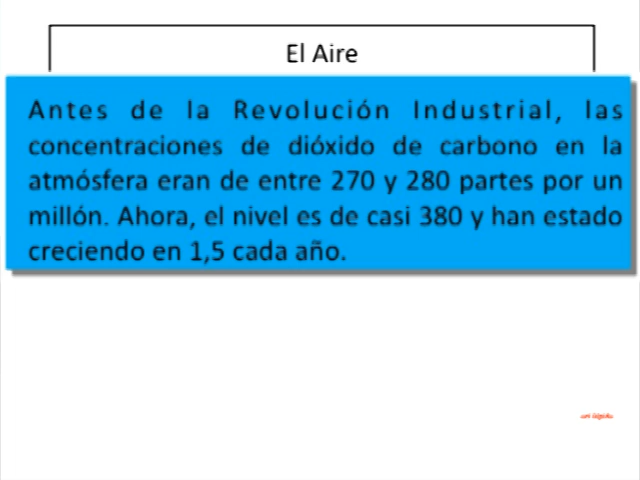 El Aire
Antes de la Revolución Industrial, las
concentraciones de dióxido de carbono en la
atmósfera eran de entre 270 y 280 partes por un
millón. Ahora, el nivel es de casi 380 y han estado
creciendo en 1,5 cada año.